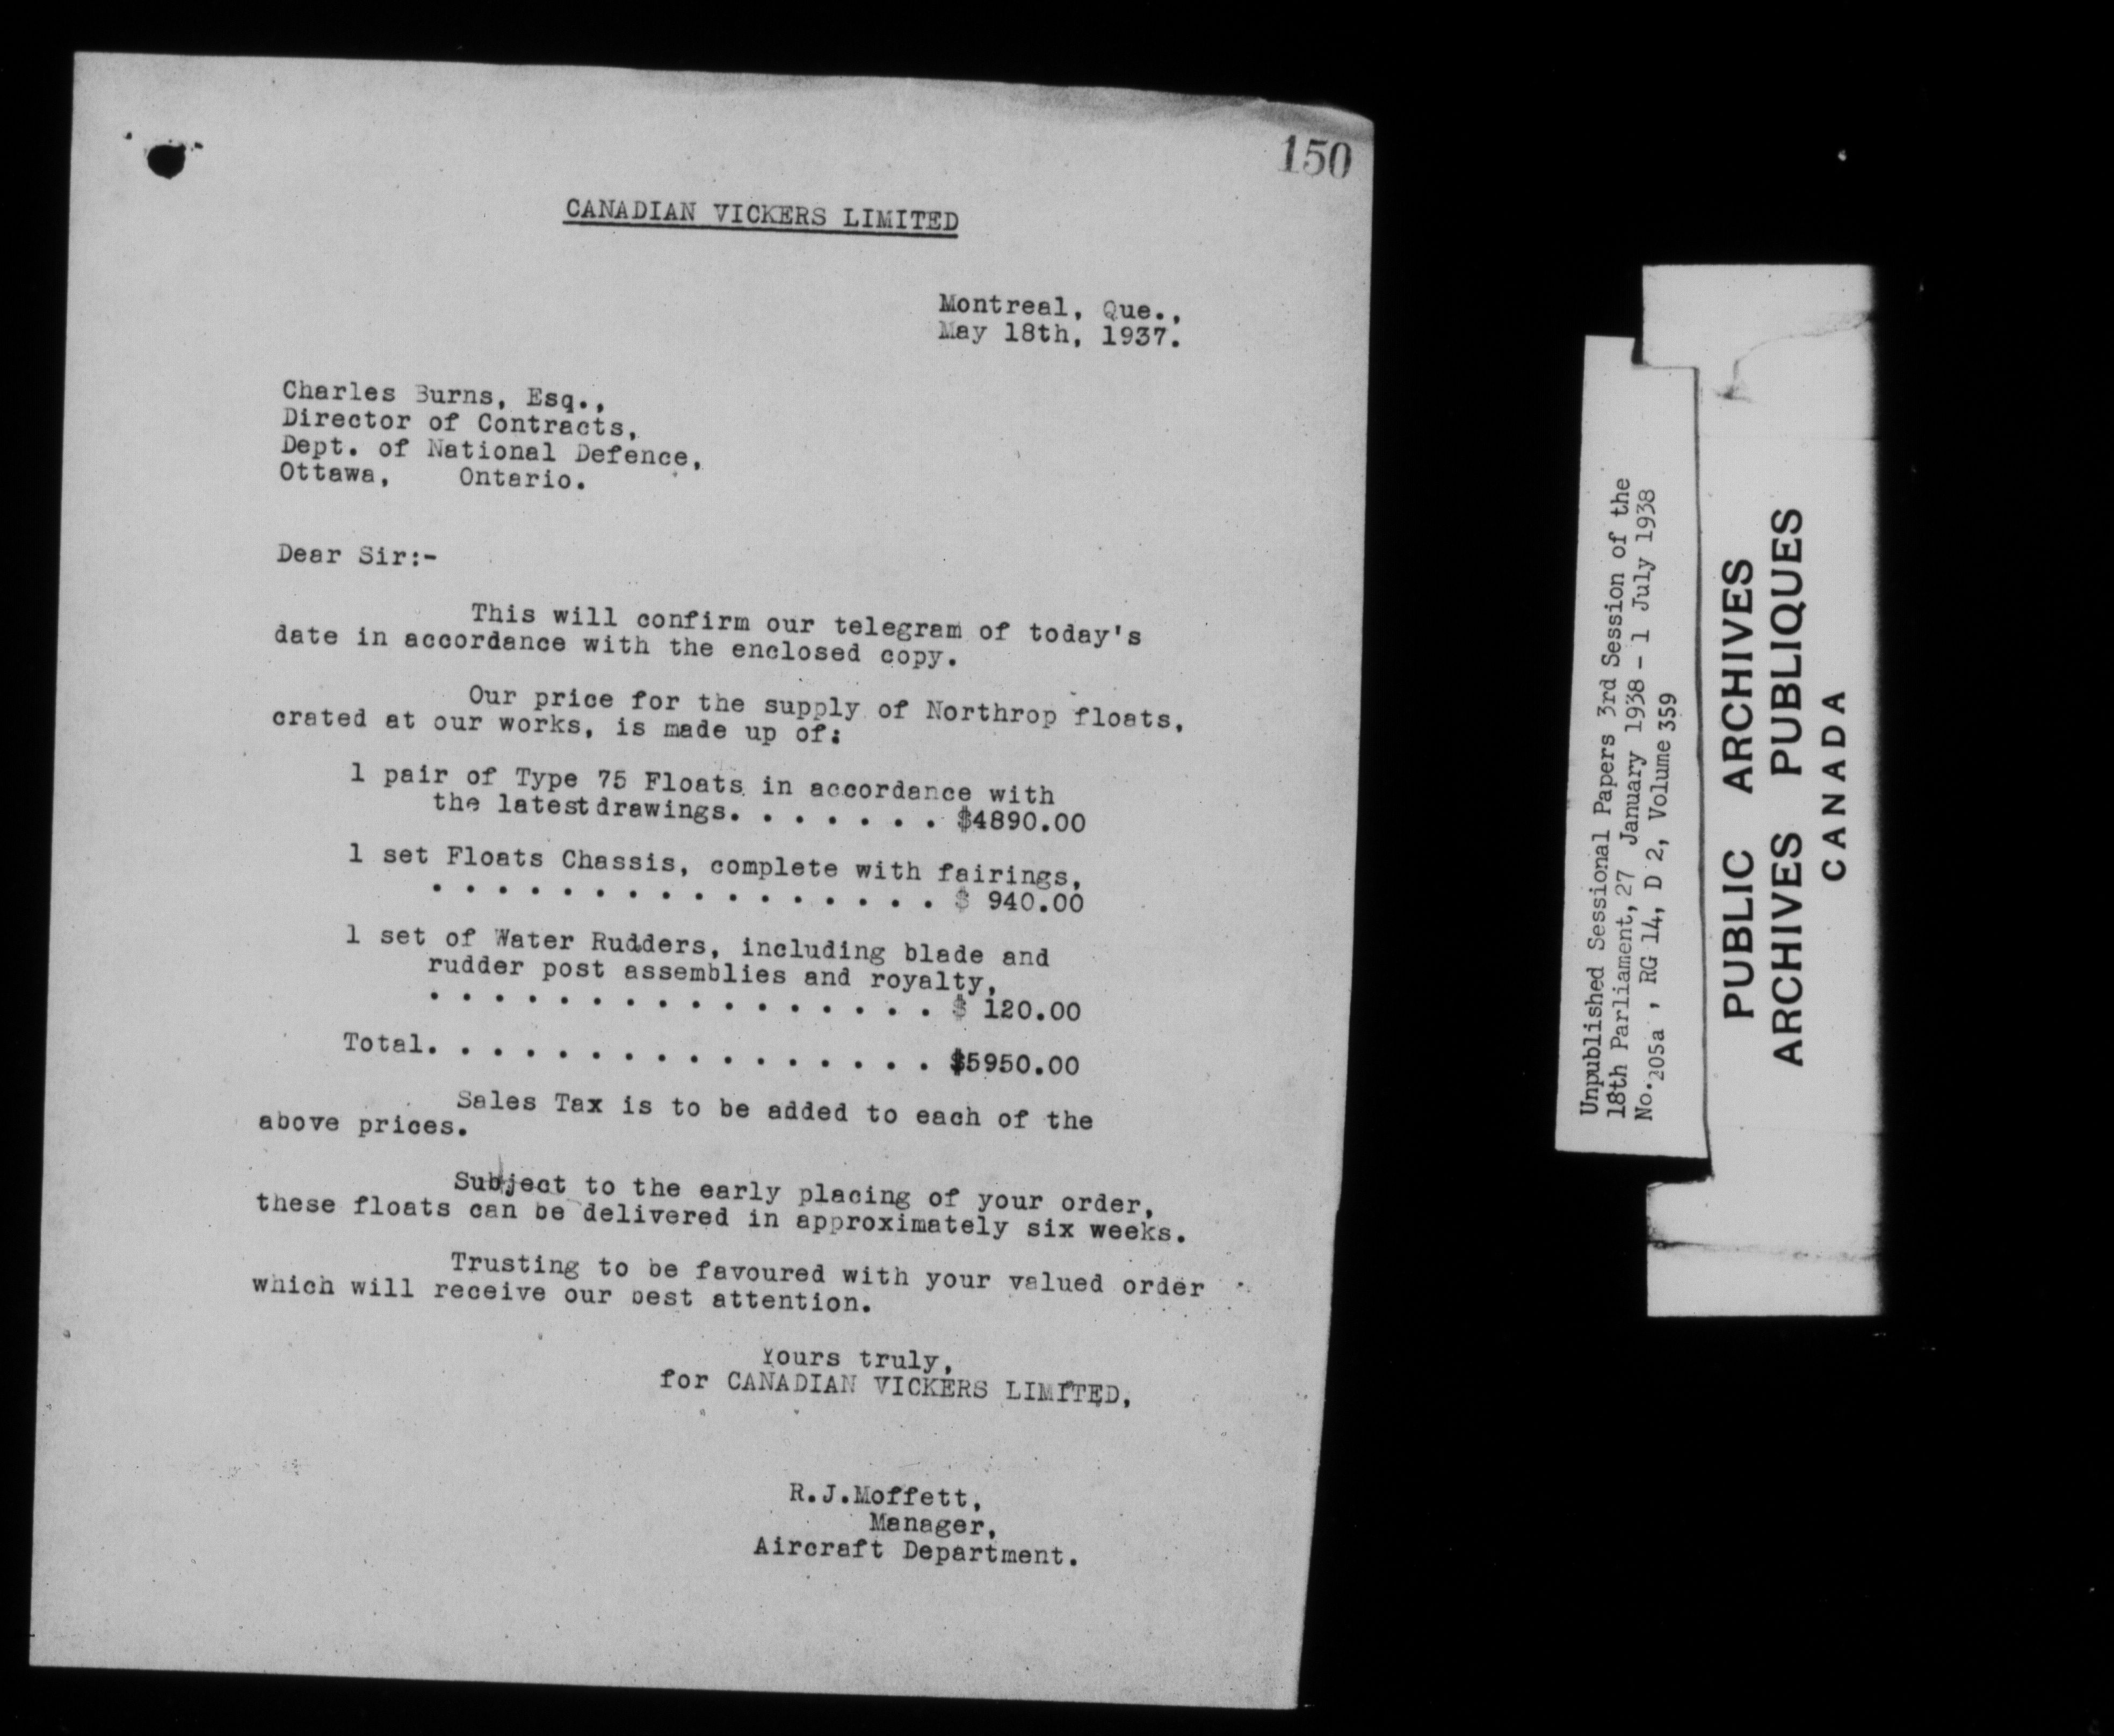 150
CANADIAN VICKERS LIMITED
Montreal, Que.,
May 18th, 1937.
Charles Burns, Esq.,
Director of Contracts,
Dept. of National Defence,
Ottawa, Ontario.
Dear Sir:-
This will confirm our telegram of today's
date in accordance with the enclosed copy.
Our price for the supply of Northrop floats,
crated at our works, is made up of:
1 pair of Type 75 Floats in accordance with
the latest drawings. . . . . . . $4890.00
1 set Floats Chassis, complete with fairings,
. . . . . . . . . . . . . . . . $ 940.00
1 set of Water Rudders, including blade and
rudder post assemblies and royalty,
. . . . . . . . . . . . . . . . $ 120.00
Total. . . . . . . . . . . . . . . . $5950.00
Sales Tax is to be added to each of the
above prices.
Subject to the early placing of your order,
these floats can be delivered in approximately six weeks.
Trusting to be favoured with your valued order
which will receive our best attention.
Yours truly,
for CANADIAN VICKERS LIMITED,
R.J.Moffett,
Manager,
Aircraft Department.
Unpublished Sessional Papers 3rd Session of the
18th Parliament, 27 January 1938 - 1 July 1938
No. 205a , RG 14, D 2, Volume 359
PUBLIC ARCHIVES
ARCHIVES PUBLIQUES
CANADA